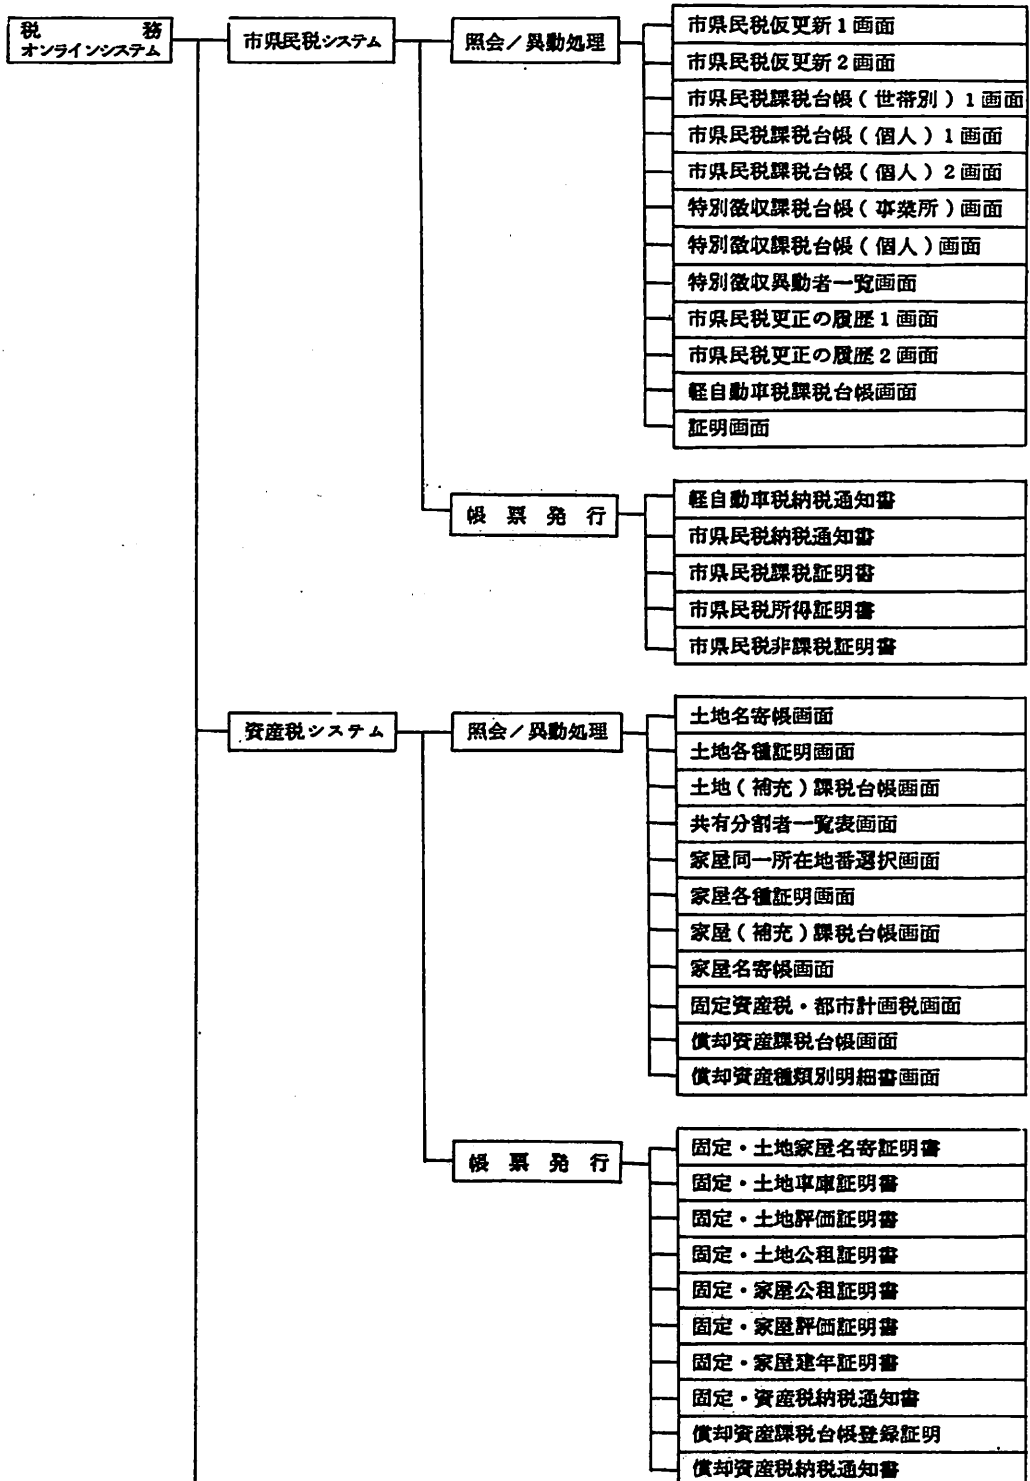 税務
オンラインシステム
市県民税システム
照会／異動処理
市県民税仮更新1画面
市県民税仮更新2画面
市県民税課税台帳（世帯別）1画面
市県民税課税台帳（個人）1画面
市県民税課税台帳（個人）2画面
特別徴収課税台帳（事業所）画面
特別徴収課税台帳（個人）画面
特別徴収異動者一覧画面
市県民税更正の履歴1画面
市県民税更正の履歴2画面
軽自動車税課税台帳画面
証明画面
帳票発行
軽自動車税納税通知書
市県民税納税通知書
市県民税課税証明書
市県民税所得証明書
市県民税非課税証明書
資産税システム
照会／異動処理
土地名寄帳画面
土地各種証明画面
土地（補充）課税台帳画面
共有分割者一覧表画面
家屋同一所在地番選択画面
家屋各種証明画面
家屋（補充）課税台帳画面
家屋名寄帳画面
固定資産税・都市計画税画面
償却資産課税台帳画面
償却資産種類別明細書画面
帳票発行
固定・土地家屋名寄証明書
固定・土地車庫証明書
固定・土地評価証明書
固定・土地公租証明書
固定・家屋公租証明書
固定・家屋評価証明書
固定・家屋建年証明書
固定・資産税納税通知書
償却資産課税台帳登録証明
償却資産税納税通知書